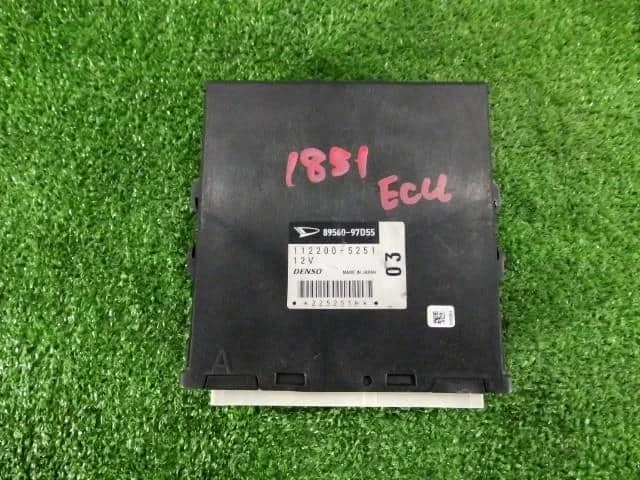 1851
ECU
89560-97D55
112200-5251
12V
03
DENSO MADE IN JAPAN
A